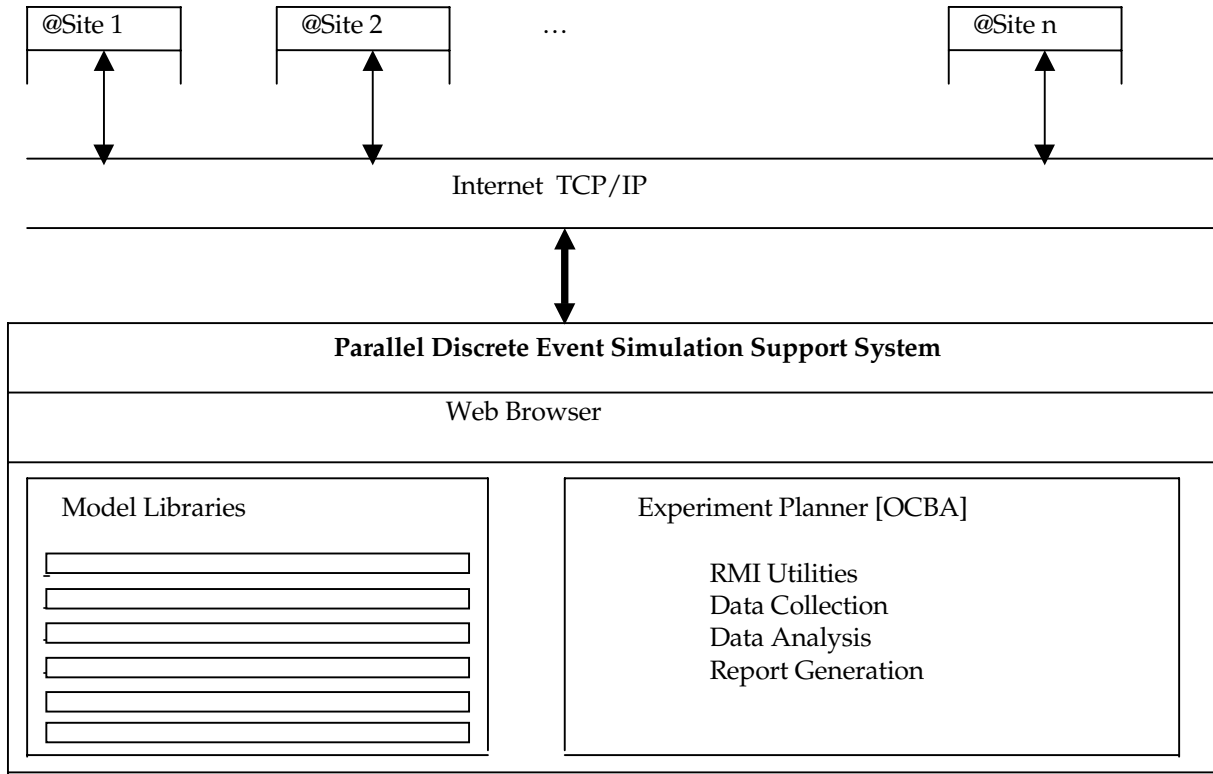 @Site 1
@Site 2
…
@Site n
Internet TCP/IP
Parallel Discrete Event Simulation Support System
Web Browser
Model Libraries
Experiment Planner [OCBA]
RMI Utilities
Data Collection
Data Analysis
Report Generation